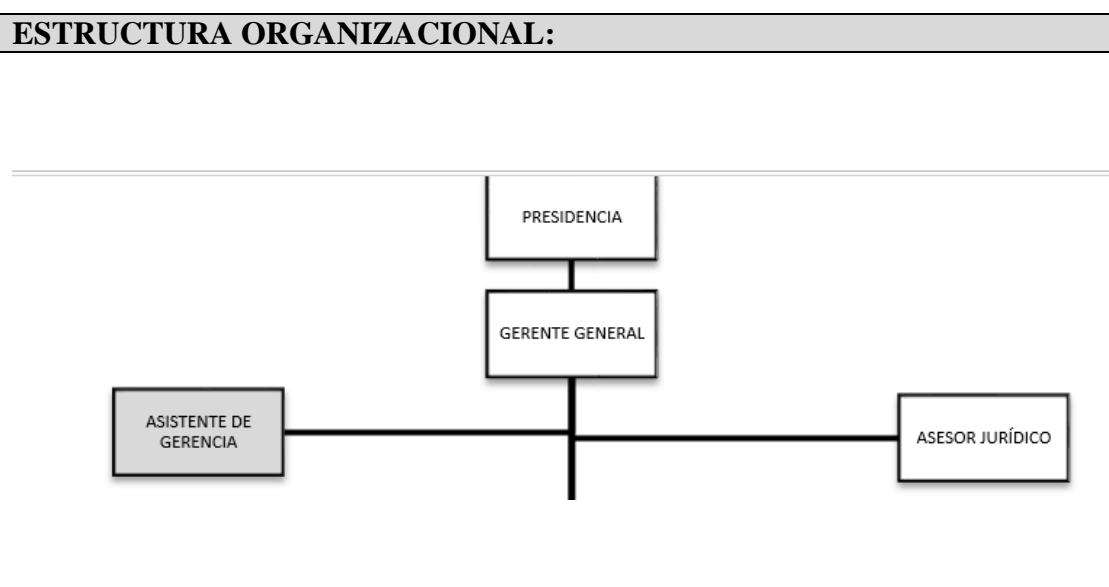 ESTRUCTURA ORGANIZACIONAL:
PRESIDENCIA
GERENTE GENERAL
ASISTENTE DE
GERENCIA
ASESOR JURÍDICO